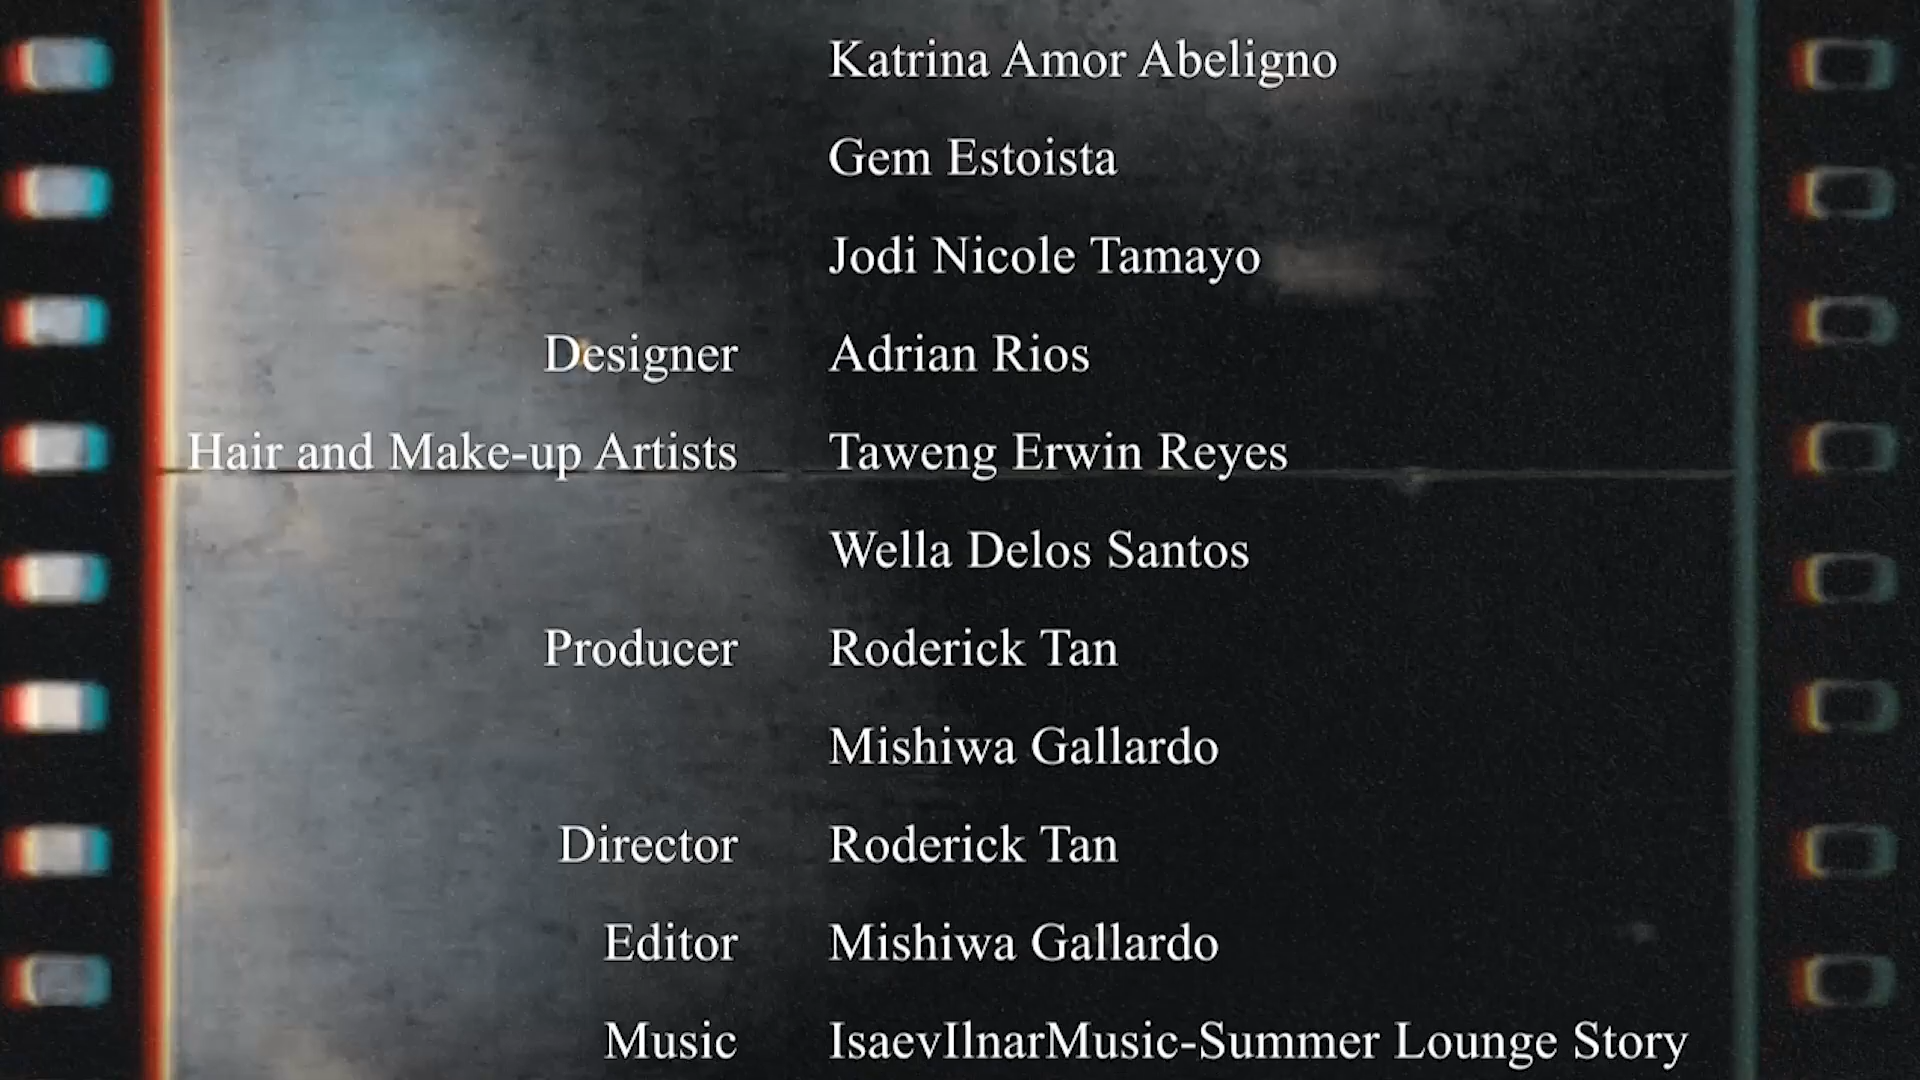 Katrina Amor Abeligno
Gem Estoista
Jodi Nicole Tamayo
Designer Adrian Rios
Hair and Make-up Artists Taweng Erwin Reyes
Wella Delos Santos
Producer Roderick Tan
Mishiwa Gallardo
Director Roderick Tan
Editor Mishiwa Gallardo
Music IsaevIlnarMusic-Summer Lounge Story